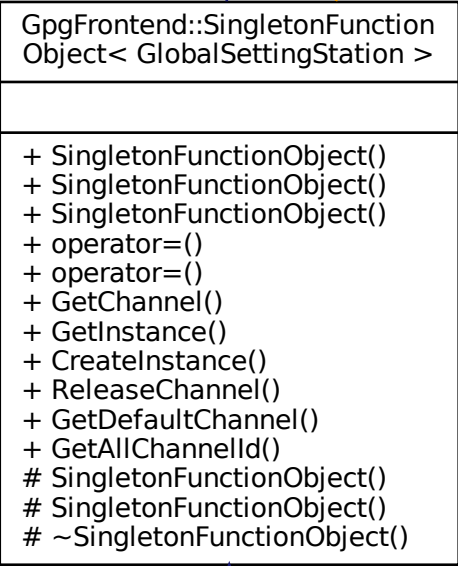 GpgFrontend::SingletonFunction
Object< GlobalSettingStation >
+ SingletonFunctionObject()
+ SingletonFunctionObject()
+ SingletonFunctionObject()
+ operator=()
+ operator=()
+ GetChannel()
+ GetInstance()
+ CreateInstance()
+ ReleaseChannel()
+ GetDefaultChannel()
+ GetAllChannelId()
# SingletonFunctionObject()
# SingletonFunctionObject()
# ~SingletonFunctionObject()